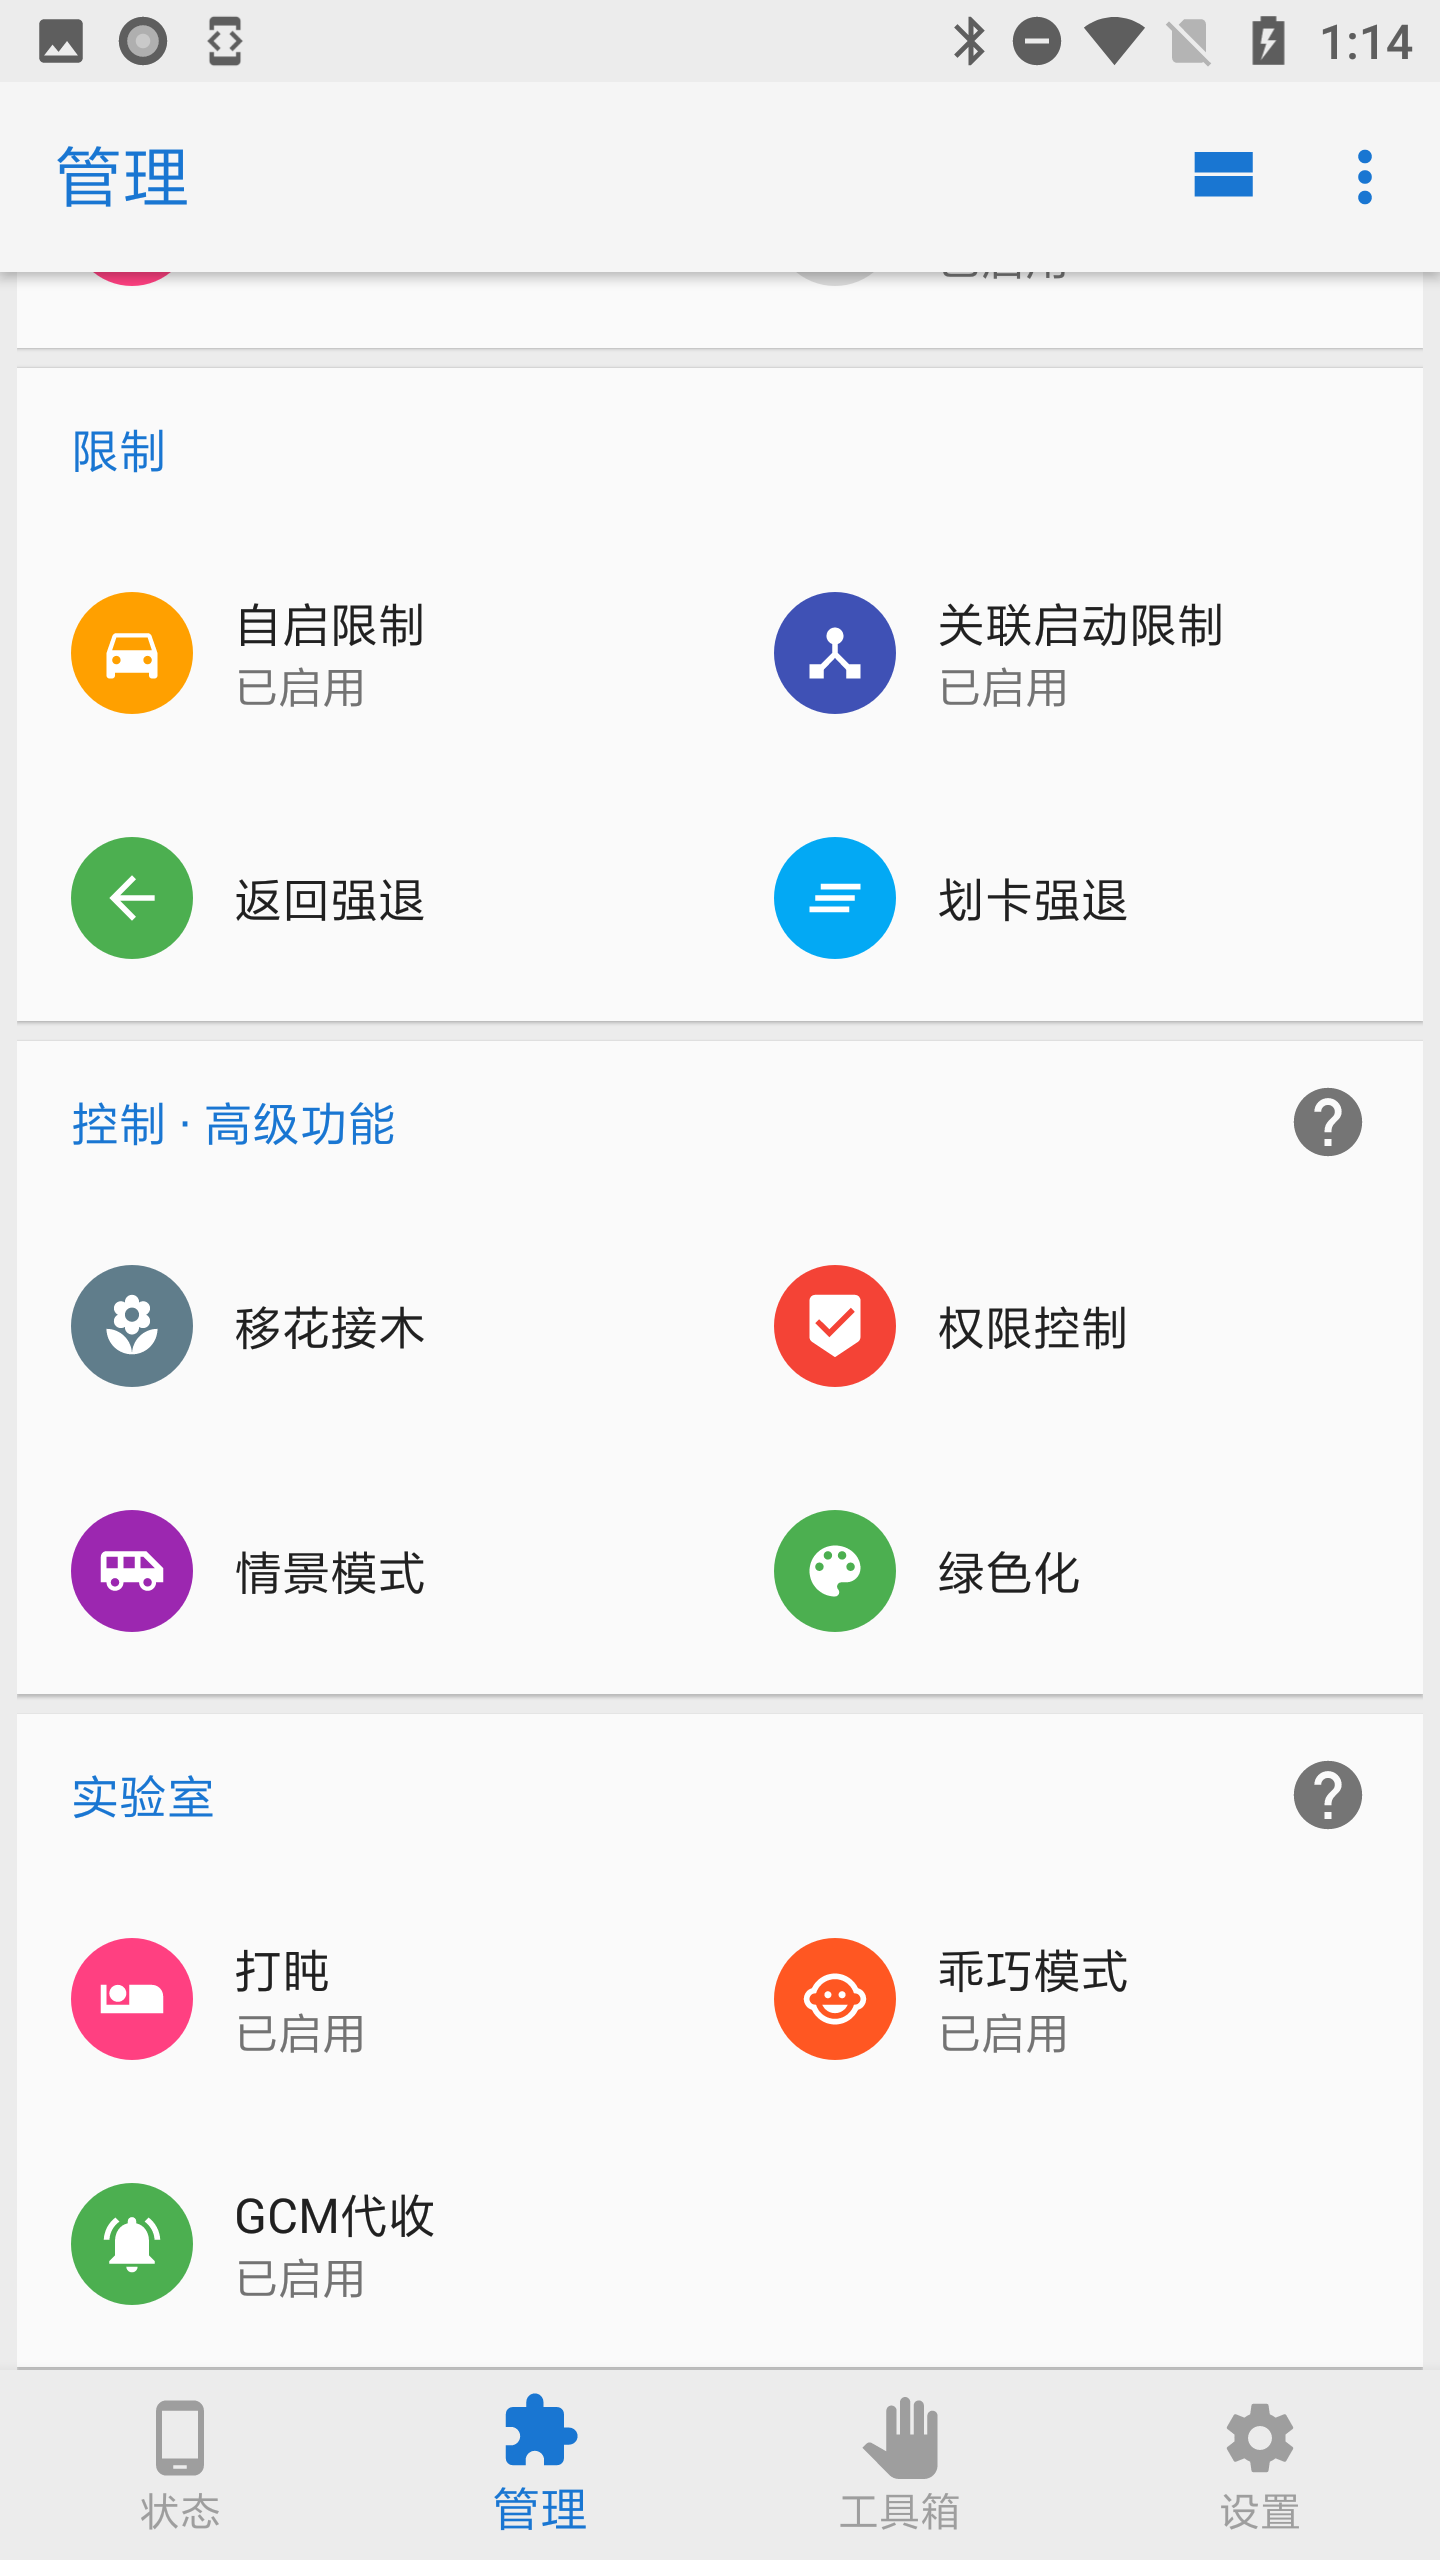 1:14
管理
已启用
限制
自启限制
已启用
关联启动限制
已启用
返回强退
划卡强退
控制 · 高级功能
移花接木
权限控制
情景模式
绿色化
实验室
打盹
已启用
乖巧模式
已启用
GCM代收
已启用
状态
管理
工具箱
设置